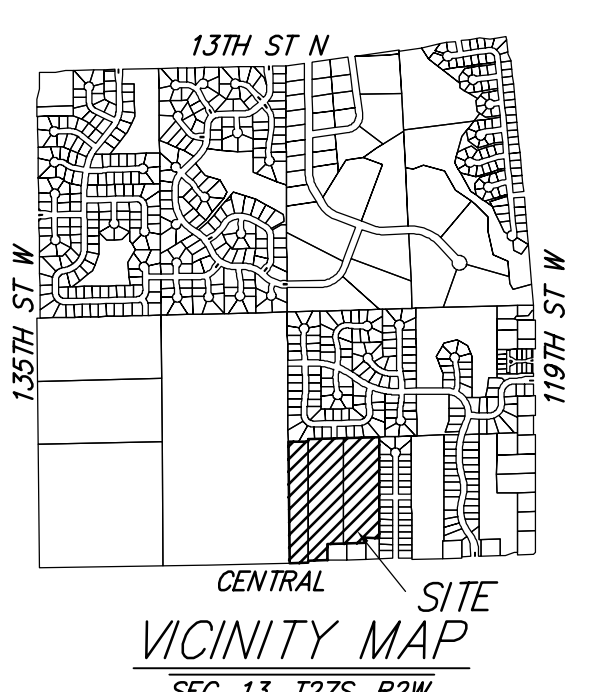 13TH ST N
135TH ST W
119TH ST W
CENTRAL
SITE
VICINITY MAP
SEC. 13, T27S, R2W